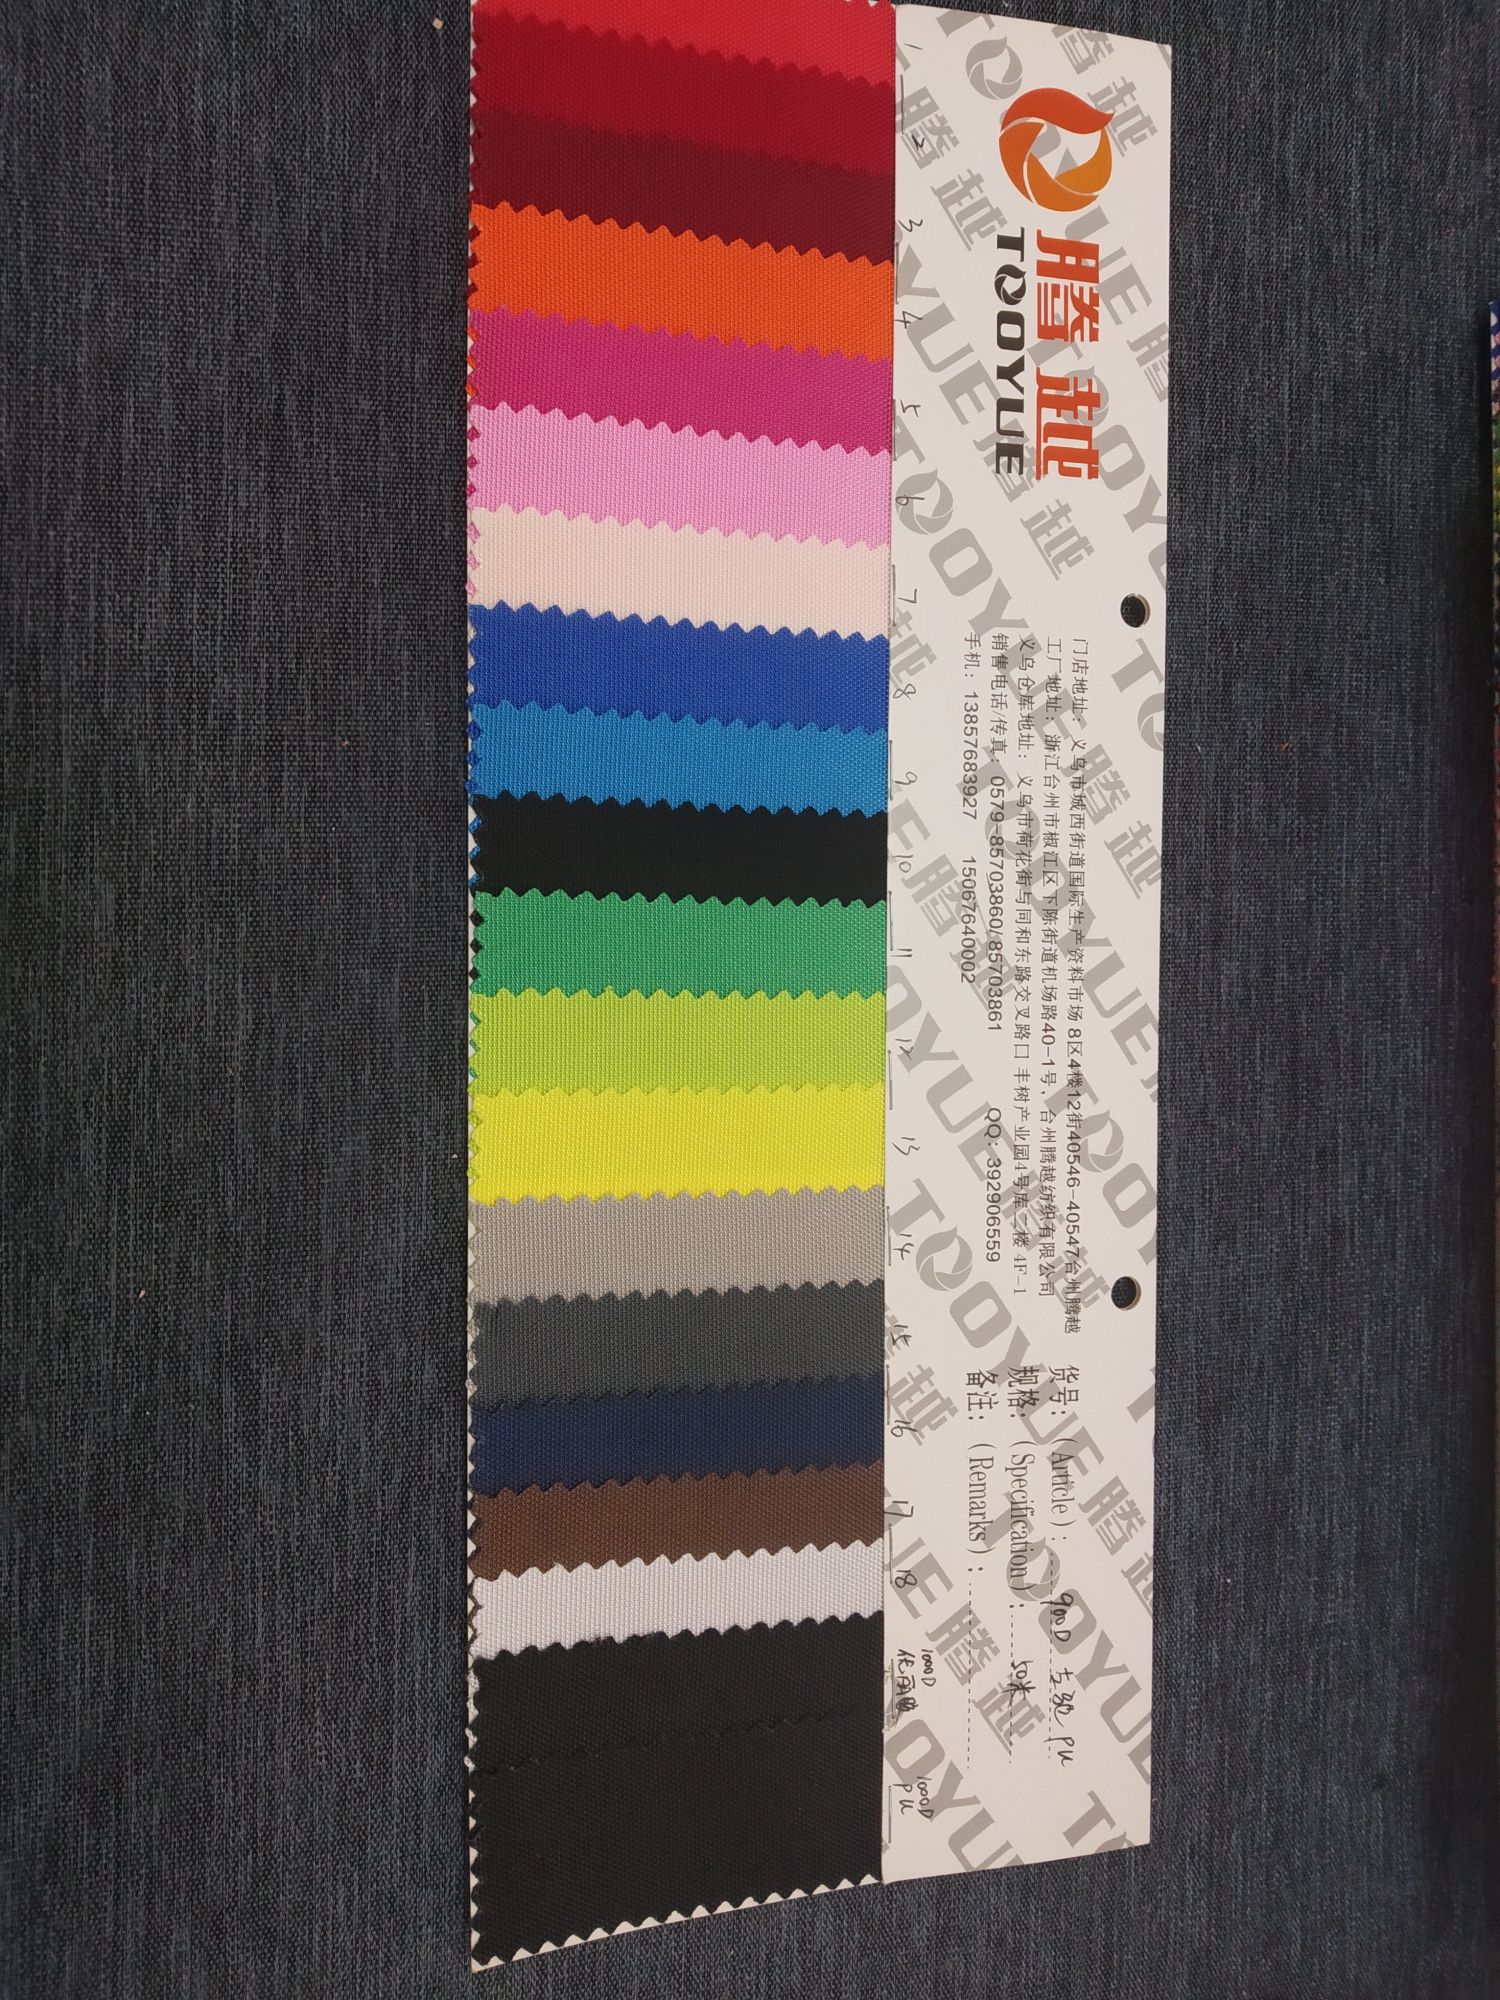 腾越
TOOYUE
门店地址：义乌市城西街道国际生产资料市场 8区4楼12街40546-40547台州腾越
工厂地址：浙江台州市椒江区下陈街道机场路40-1号，台州腾越纺织有限公司
义乌仓库地址：义乌市荷花街与同和东路交叉路口 丰树产业园4号库一楼 4F-1
销售电话/传真：0579-85703860/85703861 QQ：392906559
手机：13857683927 15067640002
货号：（Article）：900D PU
规格：（Specification）：50米
备注：（Remarks）：
1
2
3
4
5
6
7
8
9
10
11
12
13
14
15
16
17
18
1000D
1000D
PU